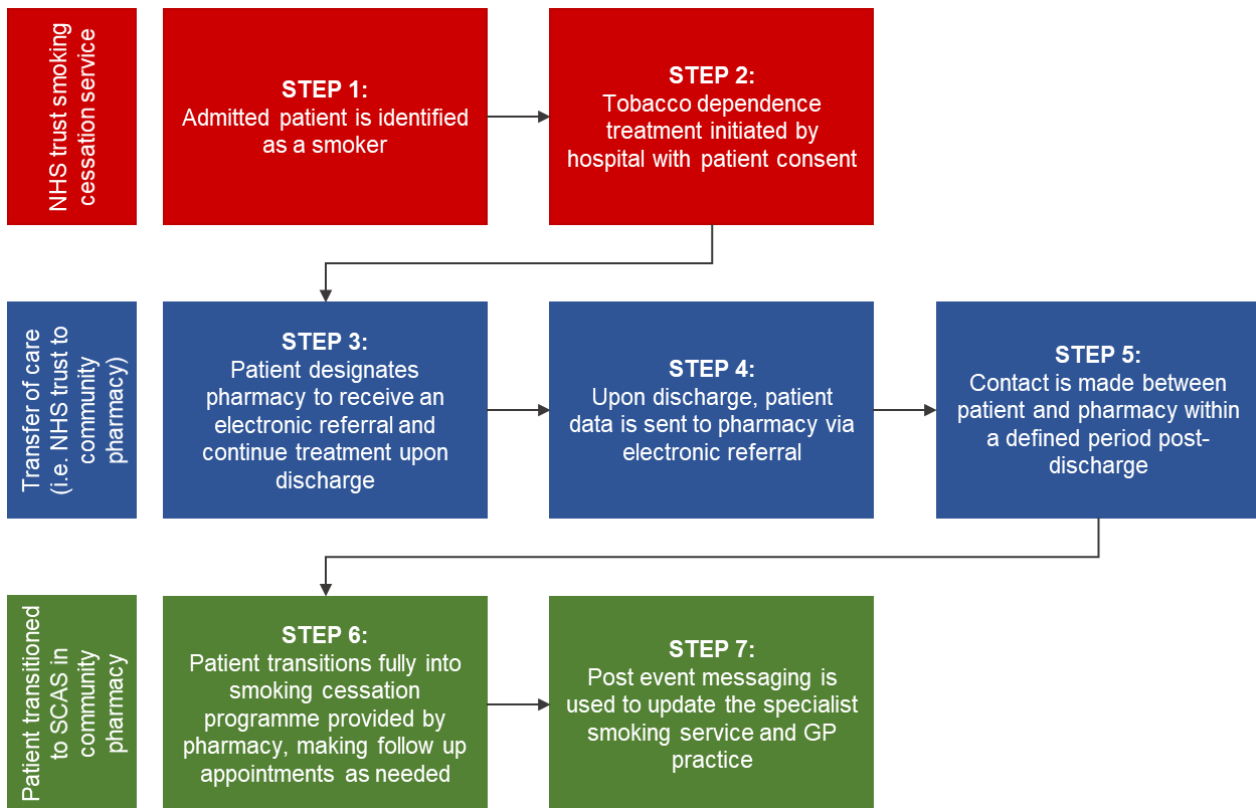 NHS trust smoking
cessation service
STEP 1:
Admitted patient is identified
as a smoker
STEP 2:
Tobacco dependence
treatment initiated by
hospital with patient consent
Transfer of care
(i.e. NHS trust to
community
pharmacy)
STEP 3:
Patient designates
pharmacy to receive an
electronic referral and
continue treatment upon
discharge
STEP 4:
Upon discharge, patient
data is sent to pharmacy via
electronic referral
STEP 5:
Contact is made between
patient and pharmacy within
a defined period post-
discharge
Patient transitioned
to SCAS in
community
pharmacy
STEP 6:
Patient transitions fully into
smoking cessation
programme provided by
pharmacy, making follow up
appointments as needed
STEP 7:
Post event messaging is
used to update the specialist
smoking service and GP
practice